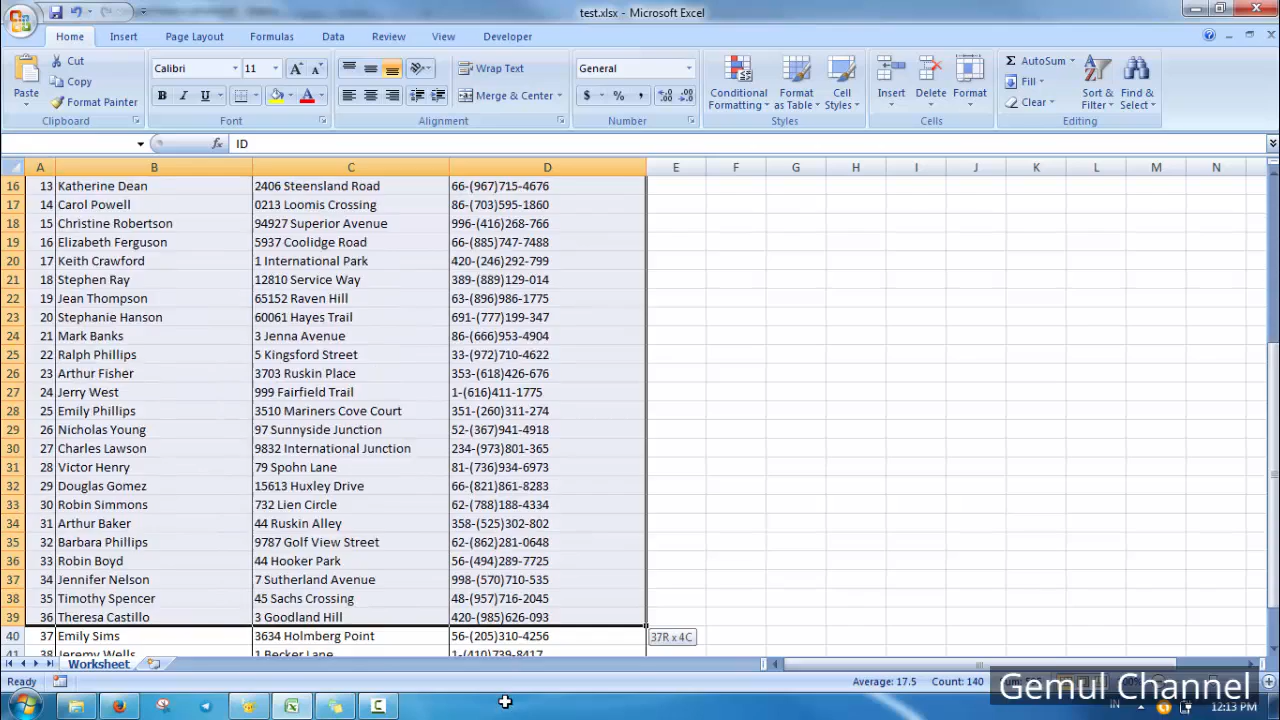 test.xlsx - Microsoft Excel
Home Insert Page Layout Formulas Data Review View Developer
Paste
Cut
Copy
Format Painter
Clipboard
Calibri 11
B I U
Font
Wrap Text
Merge & Center
Alignment
General
$ % ,
Number
Conditional Formatting
Format as Table
Cell Styles
Styles
Insert Delete Format
Cells
AutoSum
Fill
Clear
Sort & Filter
Find & Select
Editing
ID
A B C D E F G H I J K L M N
16 13 Katherine Dean 2406 Steensland Road 66-(967)715-4676
17 14 Carol Powell 0213 Loomis Crossing 86-(703)595-1860
18 15 Christine Robertson 94927 Superior Avenue 996-(416)268-766
19 16 Elizabeth Ferguson 5937 Coolidge Road 66-(885)747-7488
20 17 Keith Crawford 1 International Park 420-(246)292-799
21 18 Stephen Ray 12810 Service Way 389-(889)129-014
22 19 Jean Thompson 65152 Raven Hill 63-(896)986-1775
23 20 Stephanie Hanson 60061 Hayes Trail 691-(777)199-347
24 21 Mark Banks 3 Jenna Avenue 86-(666)953-4904
25 22 Ralph Phillips 5 Kingsford Street 33-(972)710-4622
26 23 Arthur Fisher 3703 Ruskin Place 353-(618)426-676
27 24 Jerry West 999 Fairfield Trail 1-(616)411-1775
28 25 Emily Phillips 3510 Mariners Cove Court 351-(260)311-274
29 26 Nicholas Young 97 Sunnyside Junction 52-(367)941-4918
30 27 Charles Lawson 9832 International Junction 234-(973)801-365
31 28 Victor Henry 79 Spohn Lane 81-(736)934-6973
32 29 Douglas Gomez 15613 Huxley Drive 66-(821)861-8283
33 30 Robin Simmons 732 Lien Circle 62-(788)188-4334
34 31 Arthur Baker 44 Ruskin Alley 358-(525)302-802
35 32 Barbara Phillips 9787 Golf View Street 62-(862)281-0648
36 33 Robin Boyd 44 Hooker Park 56-(494)289-7725
37 34 Jennifer Nelson 7 Sutherland Avenue 998-(570)710-535
38 35 Timothy Spencer 45 Sachs Crossing 48-(957)716-2045
39 36 Theresa Castillo 3 Goodland Hill 420-(985)626-093
40 37 Emily Sims 3634 Holmberg Point 56-(205)310-4256
37R x 4C
41 38 Jeremy Wells 1 Becker Lane 1-(410)739-8417
Worksheet
Ready Average: 17.5 Count: 140
Gemul Channel
IN 12:13 PM